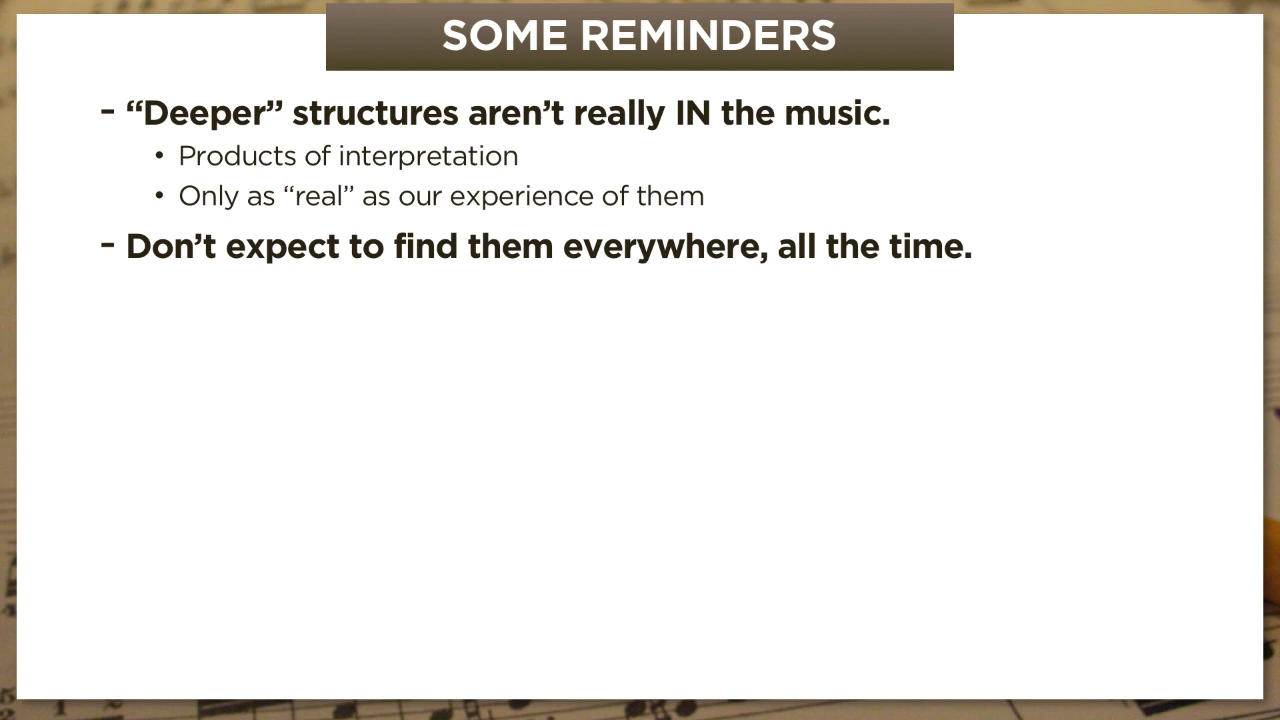 SOME REMINDERS
- “Deeper” structures aren’t really IN the music.
• Products of interpretation
• Only as “real” as our experience of them
- Don’t expect to find them everywhere, all the time.